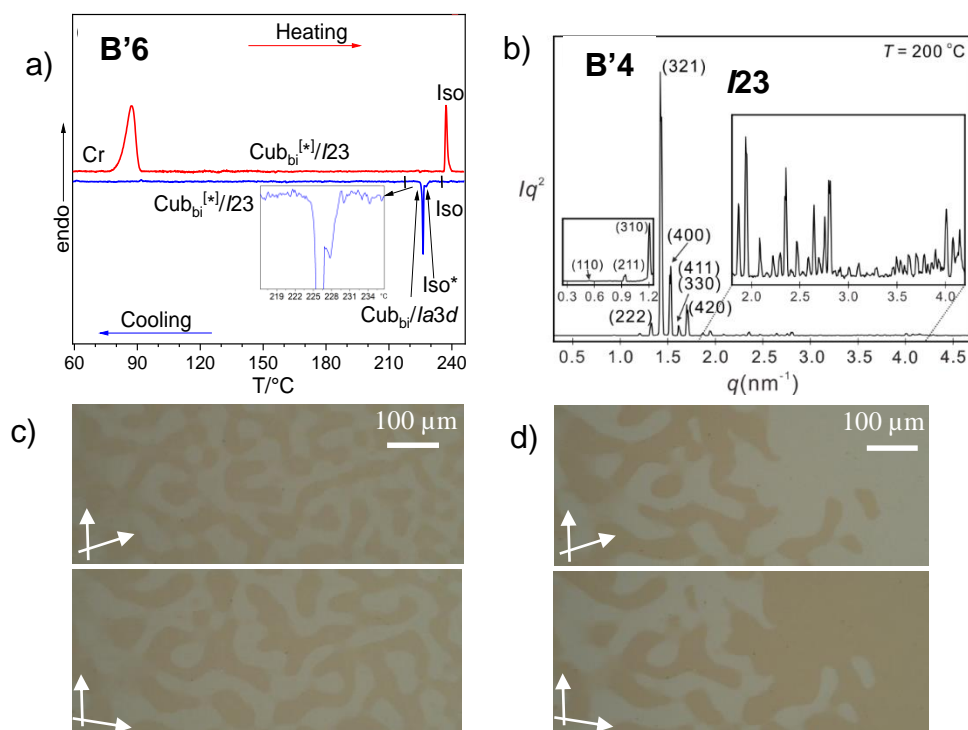 a)
B'6
Heating
Iso
Cr
Cub_bi^[*]/I23
Cub_bi^[*]/I23
Iso
Iso*
Cub_bi/Ia3d
219 222 225 228 231 234 °C
endo
Cooling
60 90 120 150 180 210 240
T/°C
b)
B'4
T = 200 °C
(321)
I23
Iq²
(310)
(110)
(211)
0.3 0.6 0.9 1.2
(400)
(411)
(330)
(222)
(420)
2.0 2.5 3.0 3.5 4.0
0.5 1.0 1.5 2.0 2.5 3.0 3.5 4.0 4.5
q(nm⁻¹)
c)
100 µm
d)
100 µm